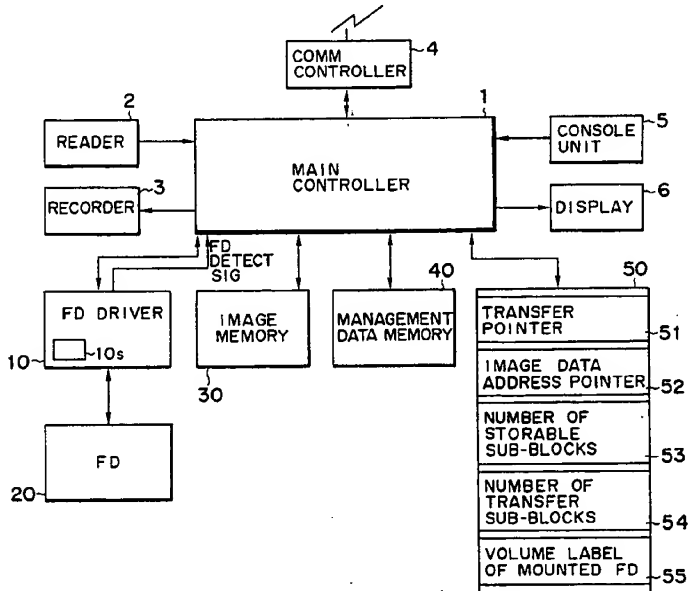 COMM
CONTROLLER
4
2
1
5
READER
CONSOLE
UNIT
MAIN
CONTROLLER
3
6
RECORDER
DISPLAY
FD
DETECT
SIG
40
50
FD DRIVER
10s
10
IMAGE
MEMORY
30
MANAGEMENT
DATA MEMORY
TRANSFER
POINTER
51
IMAGE DATA
ADDRESS POINTER
52
NUMBER OF
STORABLE
SUB-BLOCKS
53
FD
20
NUMBER OF
TRANSFER
SUB-BLOCKS
54
VOLUME LABEL
OF MOUNTED FD
55